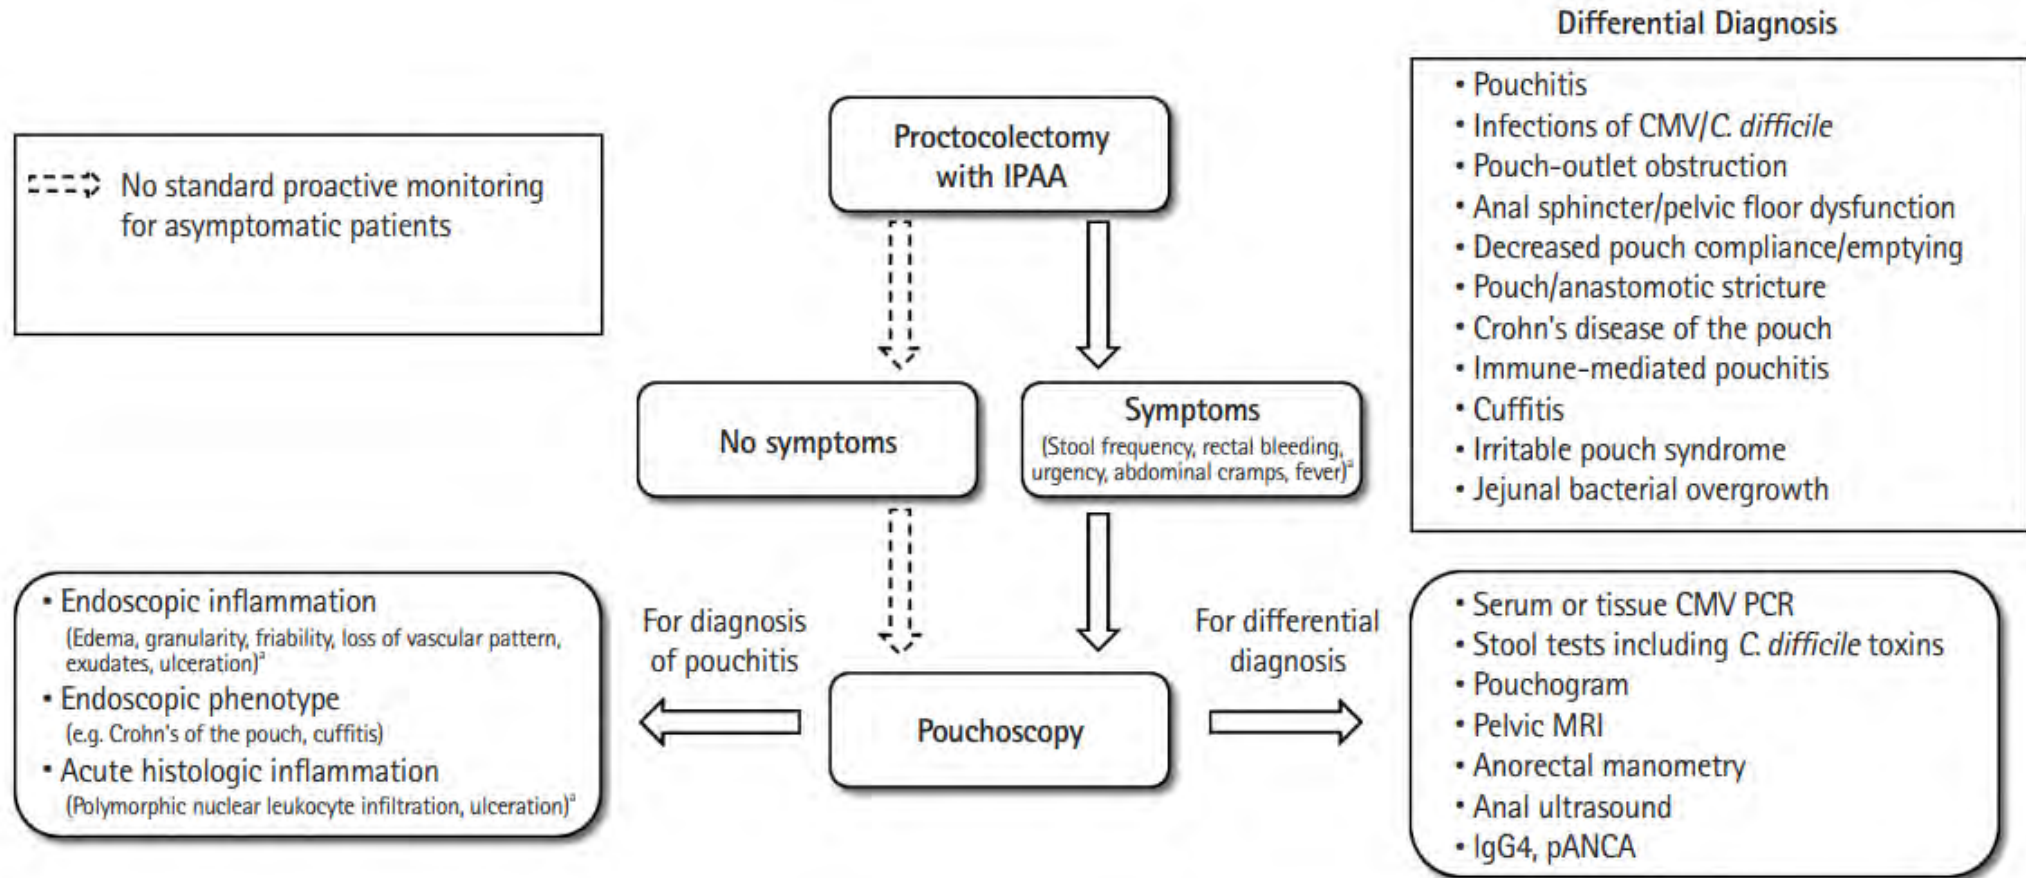 Differential Diagnosis
• Pouchitis
• Infections of CMV/C. difficile
• Pouch-outlet obstruction
• Anal sphincter/pelvic floor dysfunction
• Decreased pouch compliance/emptying
• Pouch/anastomotic stricture
• Crohn's disease of the pouch
• Immune-mediated pouchitis
• Cuffitis
• Irritable pouch syndrome
• Jejunal bacterial overgrowth
Proctocolectomy
with IPAA
No standard proactive monitoring
for asymptomatic patients
No symptoms
Symptoms
(Stool frequency, rectal bleeding,
urgency, abdominal cramps, fever)ª
• Endoscopic inflammation
(Edema, granularity, friability, loss of vascular pattern,
exudates, ulceration)ª
• Endoscopic phenotype
(e.g. Crohn's of the pouch, cuffitis)
• Acute histologic inflammation
(Polymorphic nuclear leukocyte infiltration, ulceration)ª
For diagnosis
of pouchitis
Pouchoscopy
For differential
diagnosis
• Serum or tissue CMV PCR
• Stool tests including C. difficile toxins
• Pouchogram
• Pelvic MRI
• Anorectal manometry
• Anal ultrasound
• IgG4, pANCA